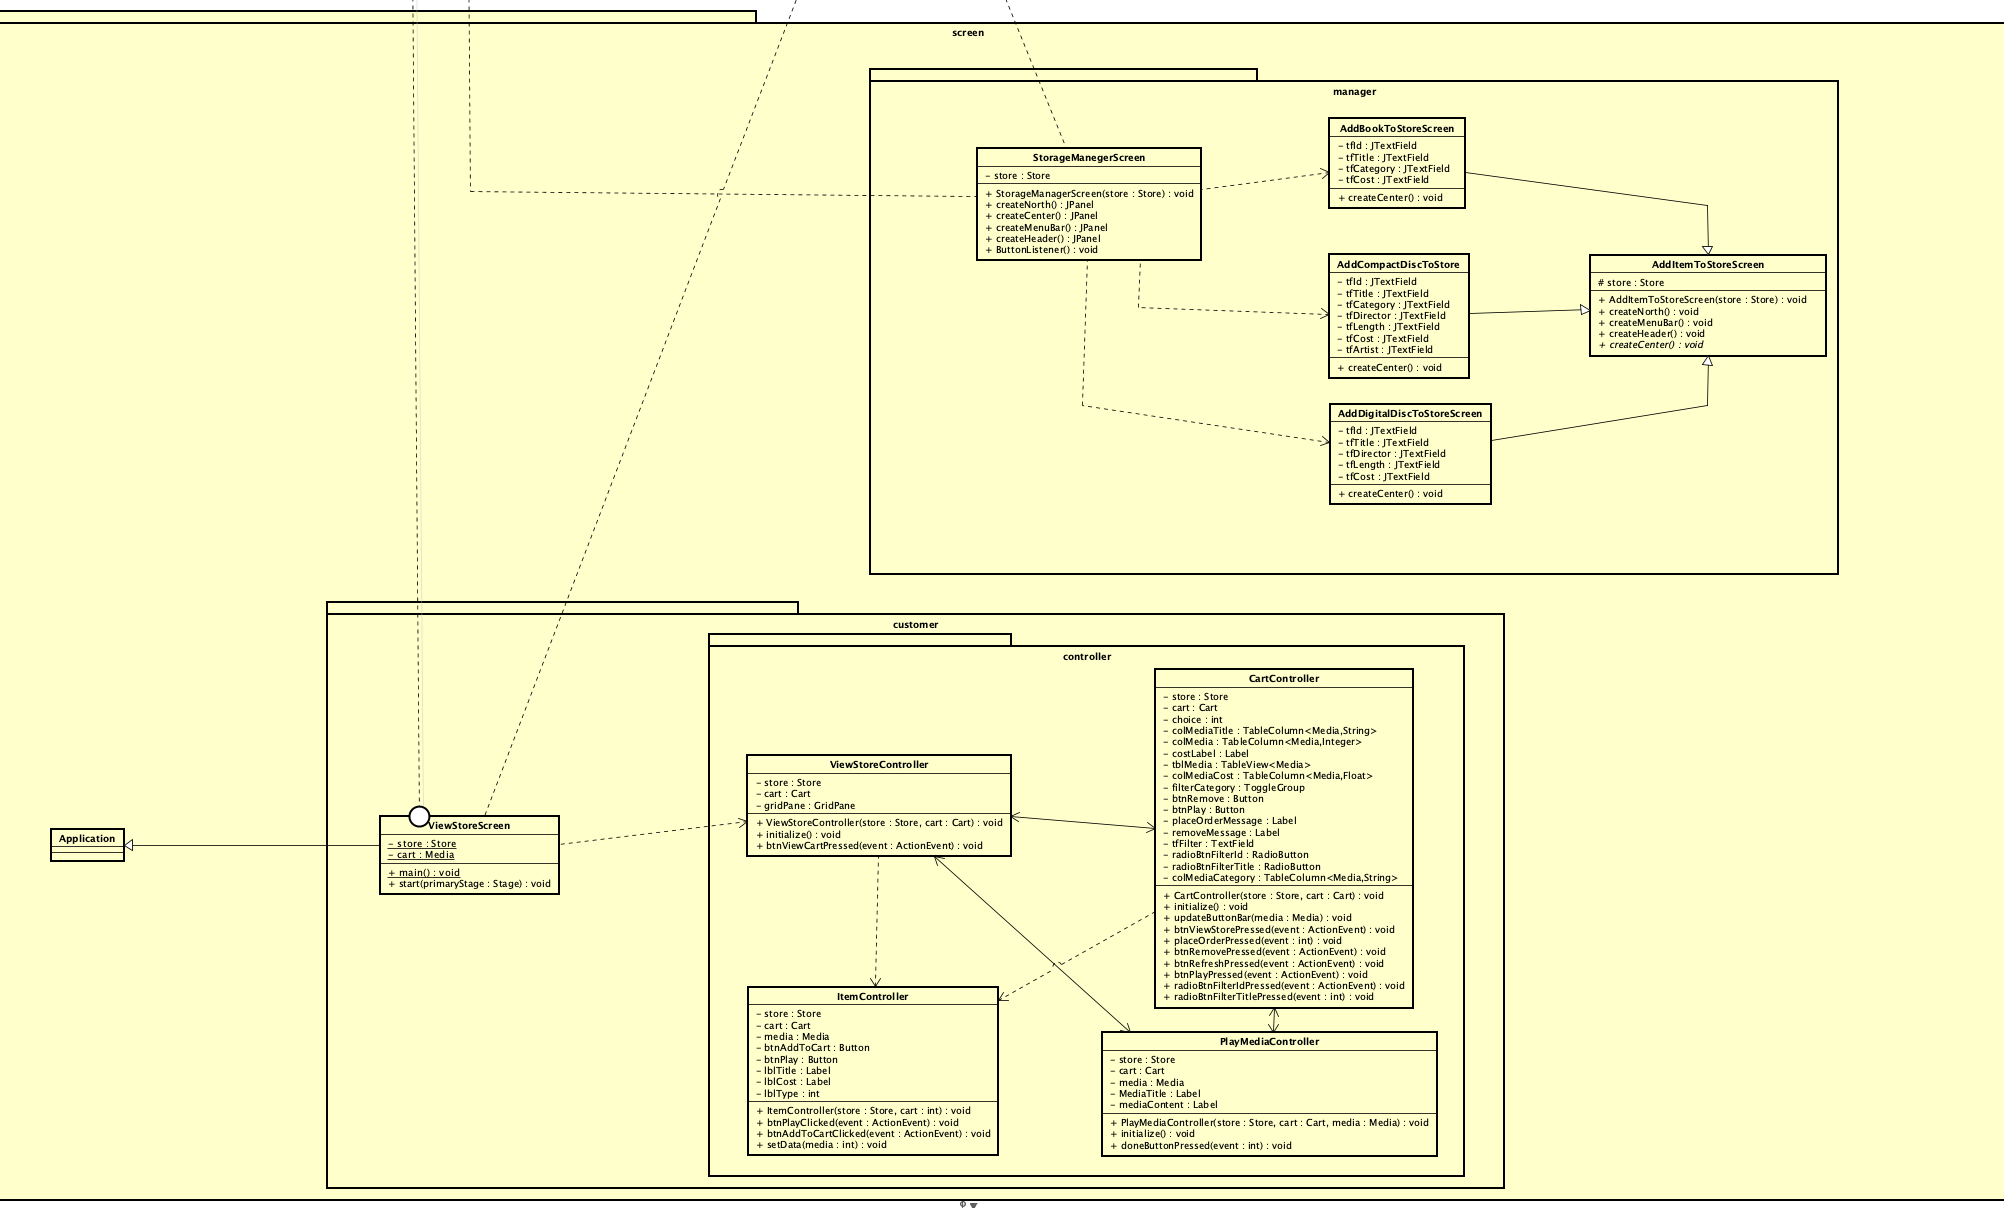 screen
manager
StorageManegerScreen
– store : Store
+ StorageManagerScreen(store : Store) : void
+ createNorth() : JPanel
+ createCenter() : JPanel
+ createMenuBar() : JPanel
+ createHeader() : JPanel
+ ButtonListener() : void
AddBookToStoreScreen
– tfId : JTextField
– tfTitle : JTextField
– tfCategory : JTextField
– tfCost : JTextField
+ createCenter() : void
AddCompactDiscToStore
– tfId : JTextField
– tfTitle : JTextField
– tfCategory : JTextField
– tfDirector : JTextField
– tfLength : JTextField
– tfCost : JTextField
– tfArtist : JTextField
+ createCenter() : void
AddItemToStoreScreen
# store : Store
+ AddItemToStoreScreen(store : Store) : void
+ createNorth() : void
+ createMenuBar() : void
+ createHeader() : void
+ createCenter() : void
AddDigitalDiscToStoreScreen
– tfId : JTextField
– tfTitle : JTextField
– tfDirector : JTextField
– tfLength : JTextField
– tfCost : JTextField
+ createCenter() : void
customer
controller
Application
ViewStoreScreen
– store : Store
– cart : Media
+ main() : void
+ start(primaryStage : Stage) : void
ViewStoreController
– store : Store
– cart : Cart
– gridPane : GridPane
+ ViewStoreController(store : Store, cart : Cart) : void
+ initialize() : void
+ btnViewCartPressed(event : ActionEvent) : void
CartController
– store : Store
– cart : Cart
– choice : int
– colMediaTitle : TableColumn<Media,String>
– colMedia : TableColumn<Media,Integer>
– costLabel : Label
– tblMedia : TableView<Media>
– colMediaCost : TableColumn<Media,Float>
– filterCategory : ToggleGroup
– btnRemove : Button
– btnPlay : Button
– placeOrderMessage : Label
– removeMessage : Label
– tfFilter : TextField
– radioBtnFilterId : RadioButton
– radioBtnFilterTitle : RadioButton
– colMediaCategory : TableColumn<Media,String>
+ CartController(store : Store, cart : Cart) : void
+ initialize() : void
+ updateButtonBar(media : Media) : void
+ btnViewStorePressed(event : ActionEvent) : void
+ placeOrderPressed(event : int) : void
+ btnRemovePressed(event : ActionEvent) : void
+ btnRefreshPressed(event : ActionEvent) : void
+ btnPlayPressed(event : ActionEvent) : void
+ radioBtnFilterIdPressed(event : ActionEvent) : void
+ radioBtnFilterTitlePressed(event : int) : void
ItemController
– store : Store
– cart : Cart
– media : Media
– btnAddToCart : Button
– btnPlay : Button
– lblTitle : Label
– lblCost : Label
– lblType : int
+ ItemController(store : Store, cart : int) : void
+ btnPlayClicked(event : ActionEvent) : void
+ btnAddToCartClicked(event : ActionEvent) : void
+ setData(media : int) : void
PlayMediaController
– store : Store
– cart : Cart
– media : Media
– MediaTitle : Label
– mediaContent : Label
+ PlayMediaController(store : Store, cart : Cart, media : Media) : void
+ initialize() : void
+ doneButtonPressed(event : int) : void